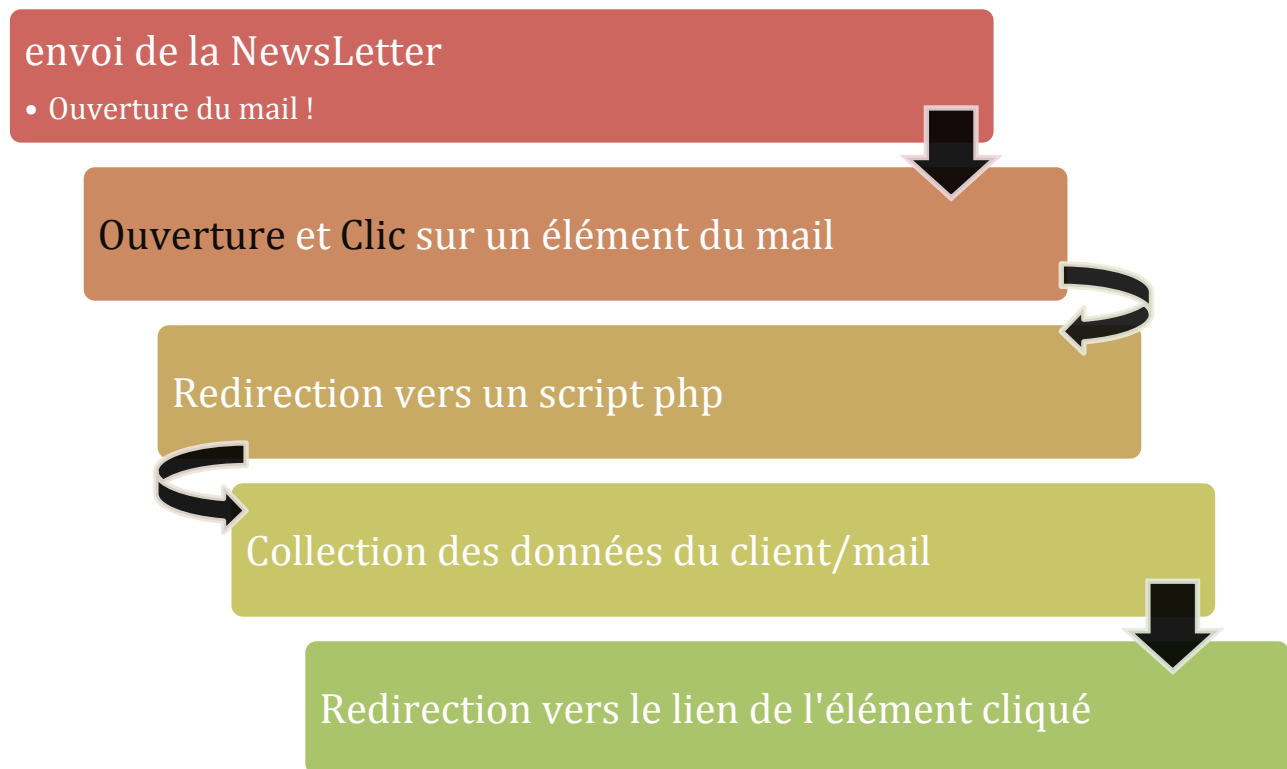 envoi de la NewsLetter
• Ouverture du mail !
Ouverture et Clic sur un élément du mail
Redirection vers un script php
Collection des données du client/mail
Redirection vers le lien de l'élément cliqué